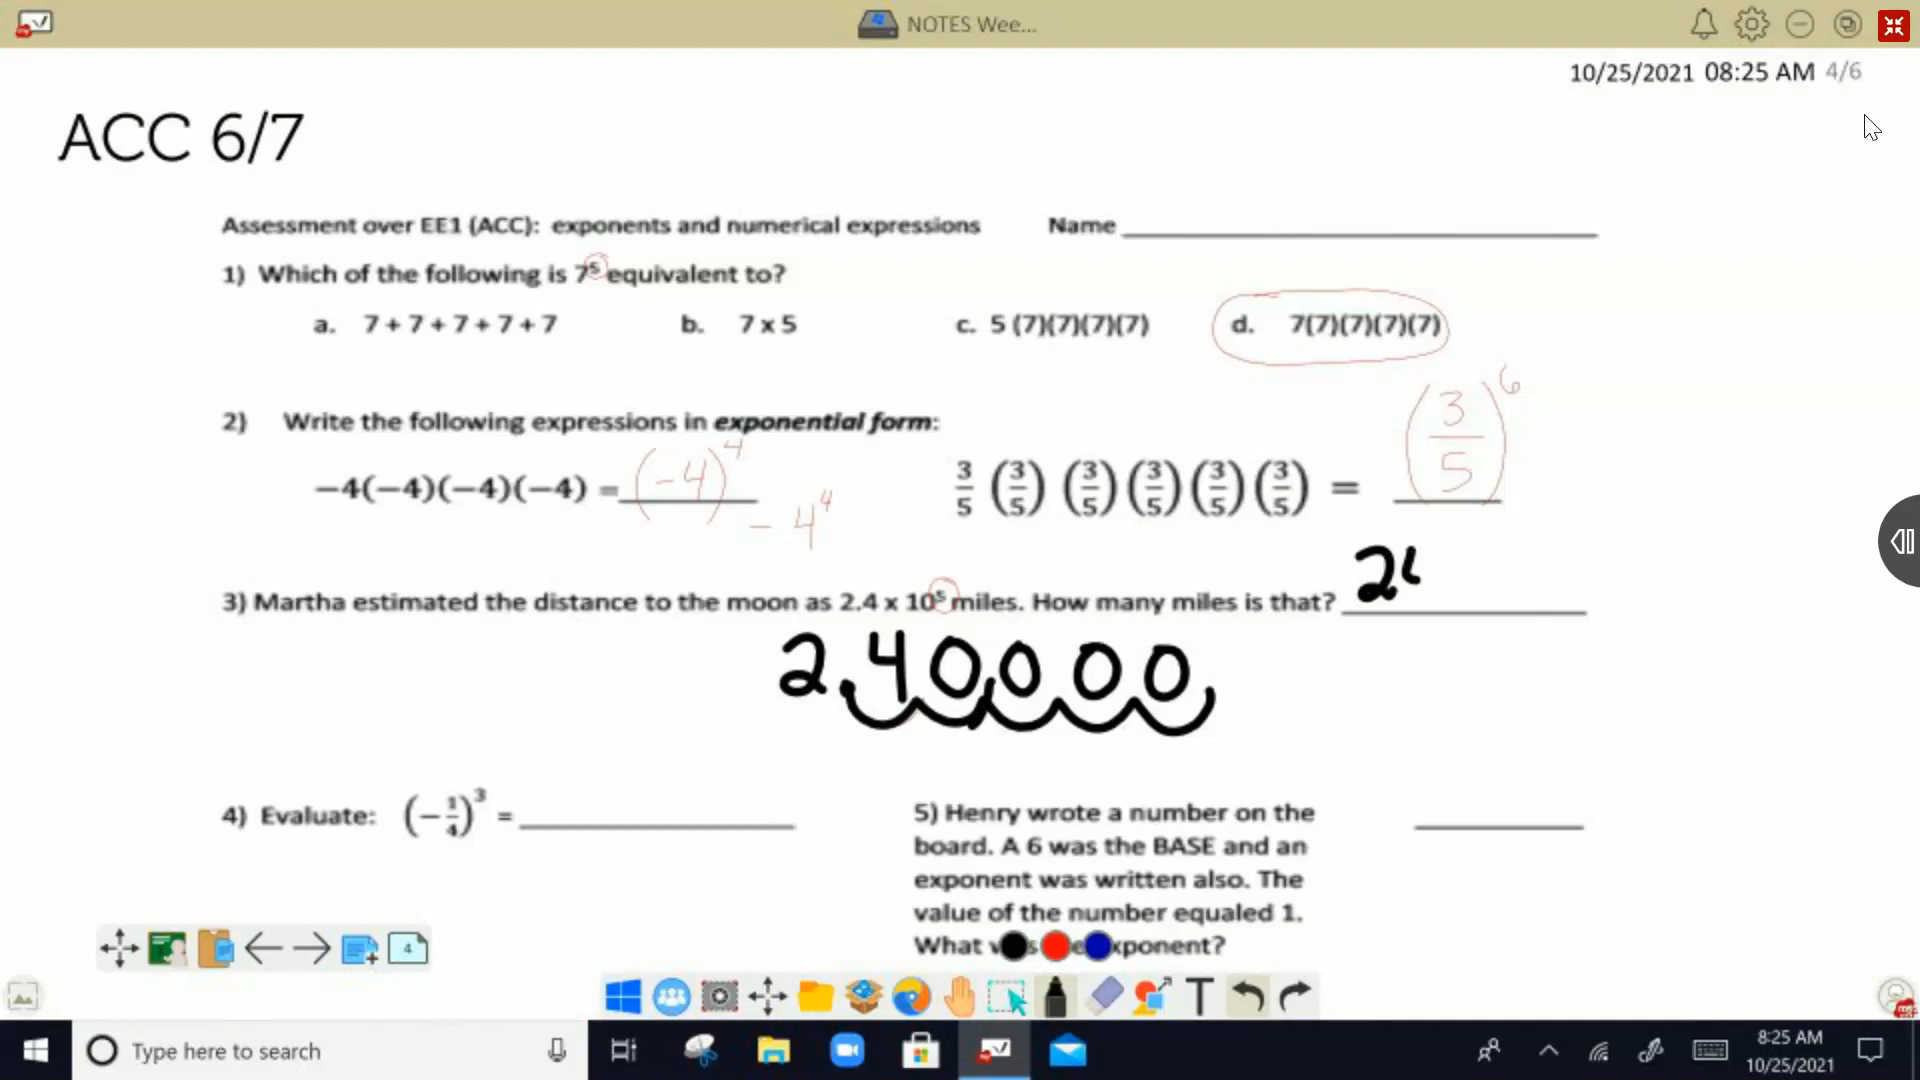 NOTES Wee...
10/25/2021 08:25 AM 4/6
ACC 6/7
Assessment over EE1 (ACC): exponents and numerical expressions Name
1) Which of the following is 7⁵ equivalent to?
a. 7 + 7 + 7 + 7 + 7 b. 7 x 5 c. 5 (7)(7)(7)(7) d. 7(7)(7)(7)(7)
2) Write the following expressions in exponential form:
−4(−4)(−4)(−4) = (-4)⁴ 3/5 (3/5) (3/5) (3/5) (3/5) (3/5) = (3/5)⁶
- 4⁴
3) Martha estimated the distance to the moon as 2.4 x 10⁵ miles. How many miles is that? 2
2.40000
4) Evaluate: (−1/4)³ =
5) Henry wrote a number on the
board. A 6 was the BASE and an
exponent was written also. The
value of the number equaled 1.
What exponent?
4
T
Type here to search
8:25 AM
10/25/2021